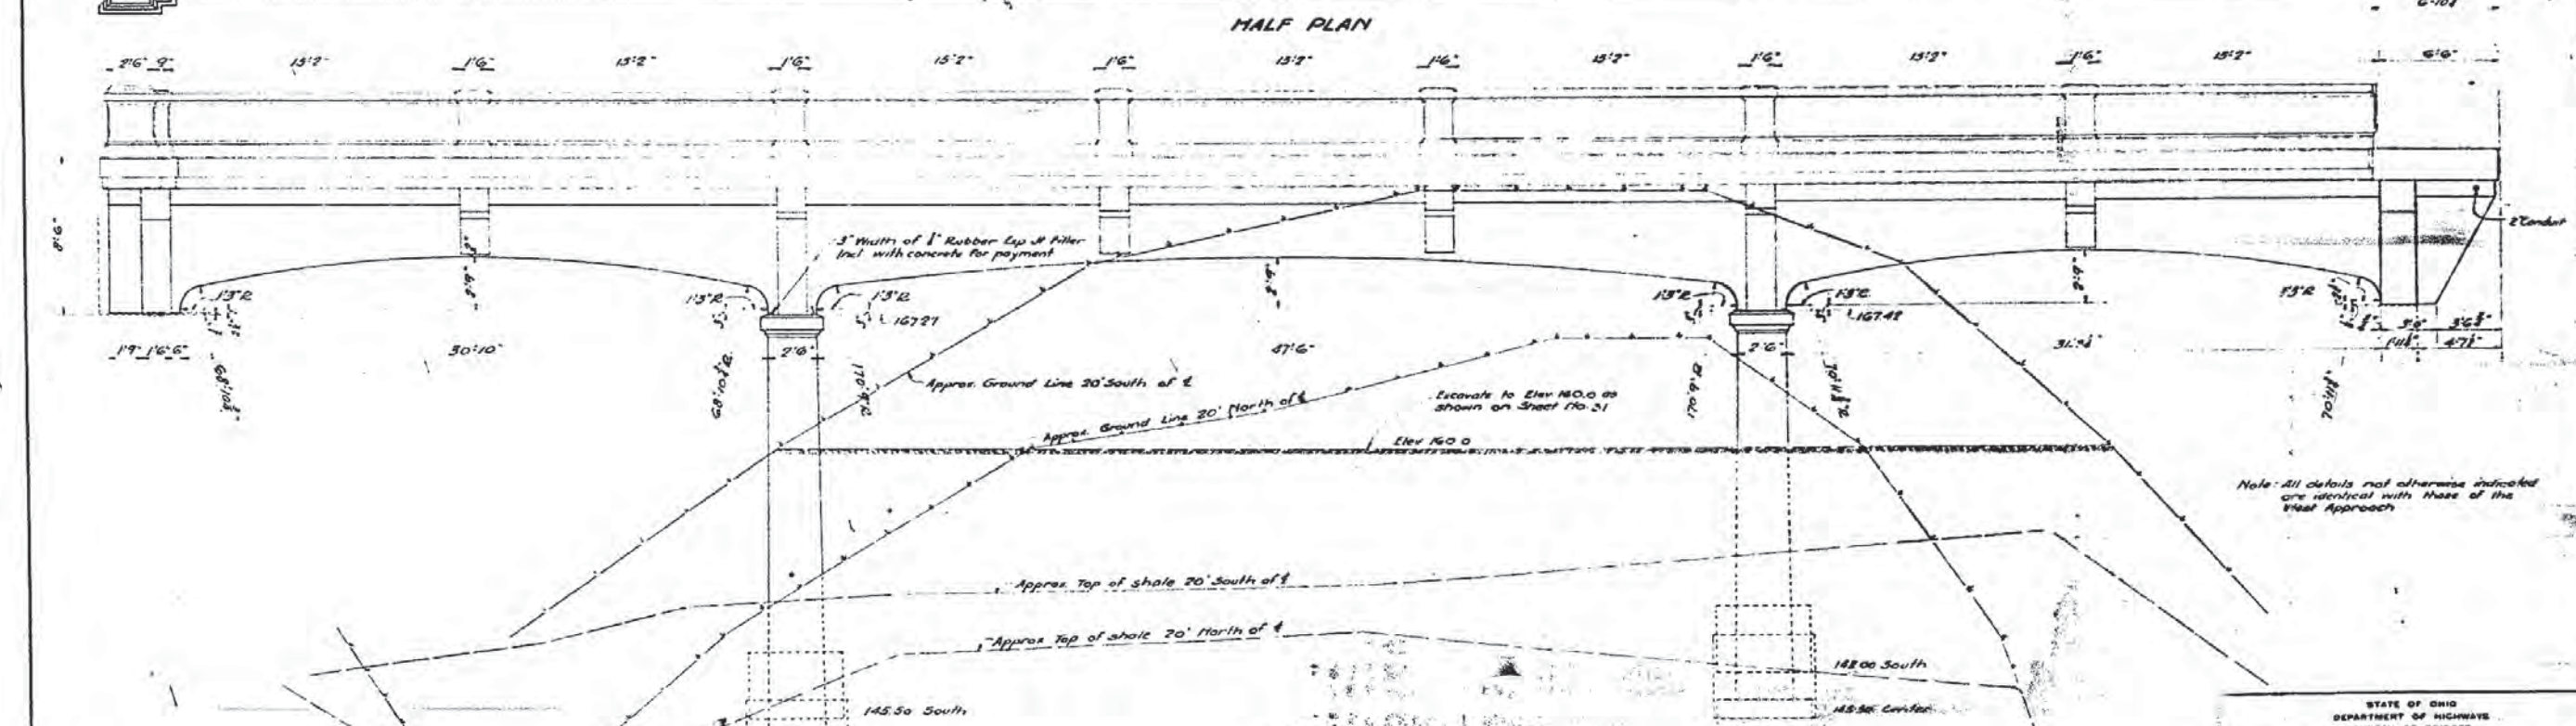 HALF PLAN
2'6" 9" 15'2" 1'6" 15'2" 1'6" 15'2" 1'6" 15'2" 1'6" 15'2" 1'6" 15'2" 1'6" 15'2" 6'6"
8'6"
2" Conduit
3" Width of Rubber Exp Jt Filler
Incl with concrete for payment
1'3"R 1'3"R 1'3"R 1'3"R 1'3"R 1'3"R
167.27
167.42
1'9" 1'6" 6" 30'10" 2'6" 47'6" 2'6"
170'9"R
Approx. Ground Line 20' South of ℄
Approx. Ground Line 20' North of ℄
Excavate to Elev 160.0 as
shown on Sheet No. 31
Elev 160.0
Note: All details not otherwise indicated
are identical with those of the
West Approach
Approx. Top of shale 20' South of ℄
Approx Top of shale 20' North of ℄
148.00 South
145.50 South
Center
STATE OF OHIO
DEPARTMENT OF HIGHWAYS